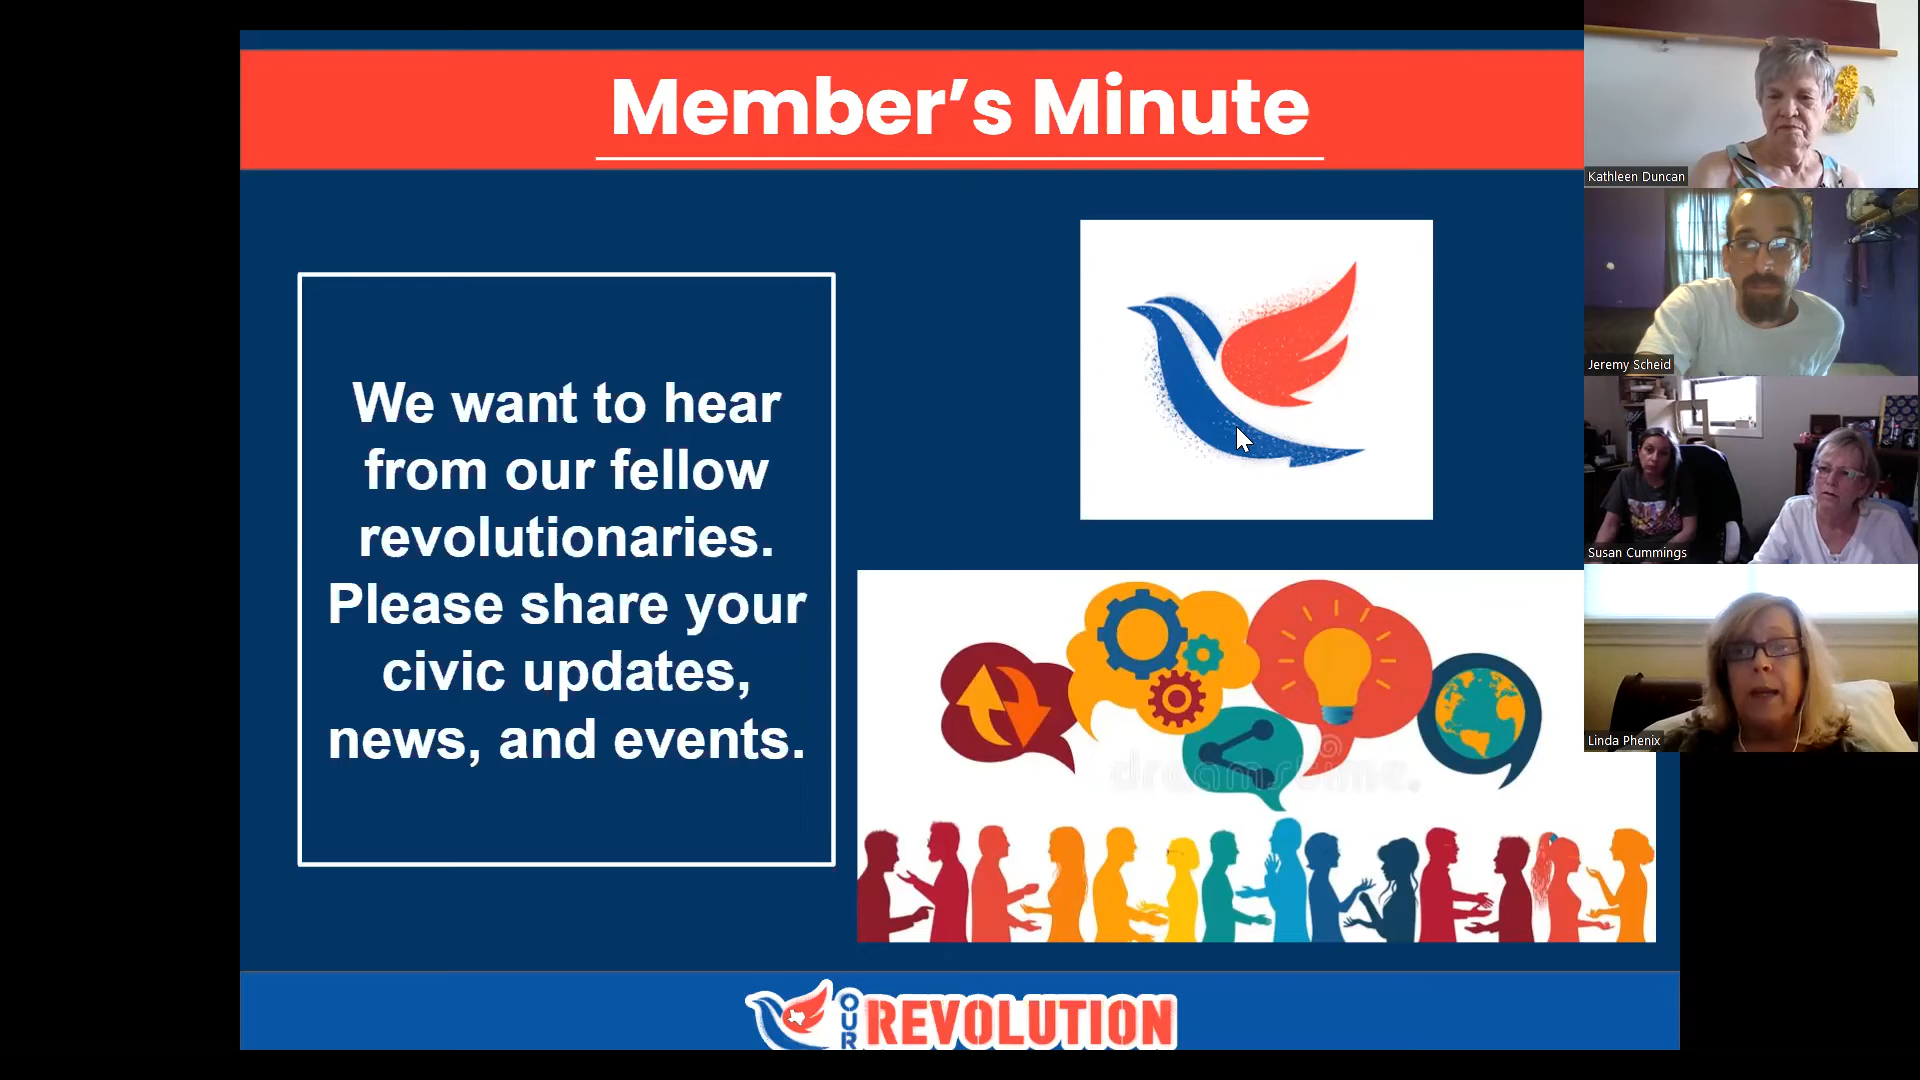 Member’s Minute
We want to hear
from our fellow
revolutionaries.
Please share your
civic updates,
news, and events.
dreamstime.
OUR
REVOLUTION
Kathleen Duncan
Jeremy Scheid
Susan Cummings
Linda Phenix